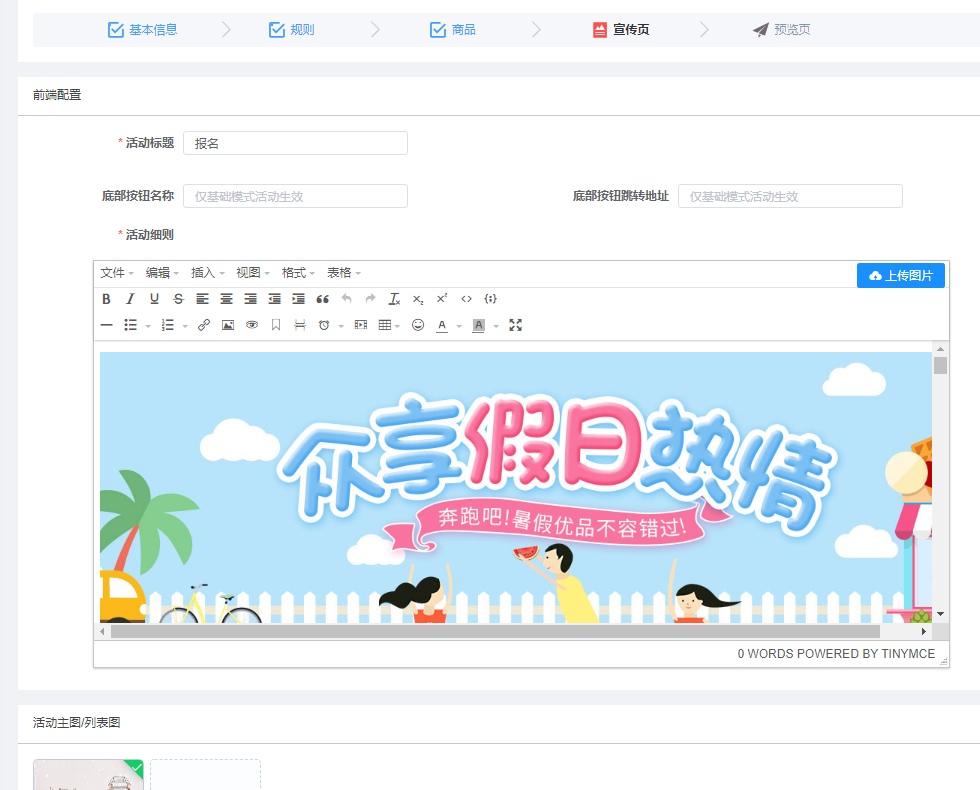 基本信息 规则 商品 宣传页 预览页
前端配置
* 活动标题 报名
底部按钮名称 仅基础模式活动生效 底部按钮跳转地址 仅基础模式活动生效
* 活动细则
文件 编辑 插入 视图 格式 表格 上传图片
仌享假日热情
奔跑吧!暑假优品不容错过!
0 WORDS POWERED BY TINYMCE
活动主图/列表图